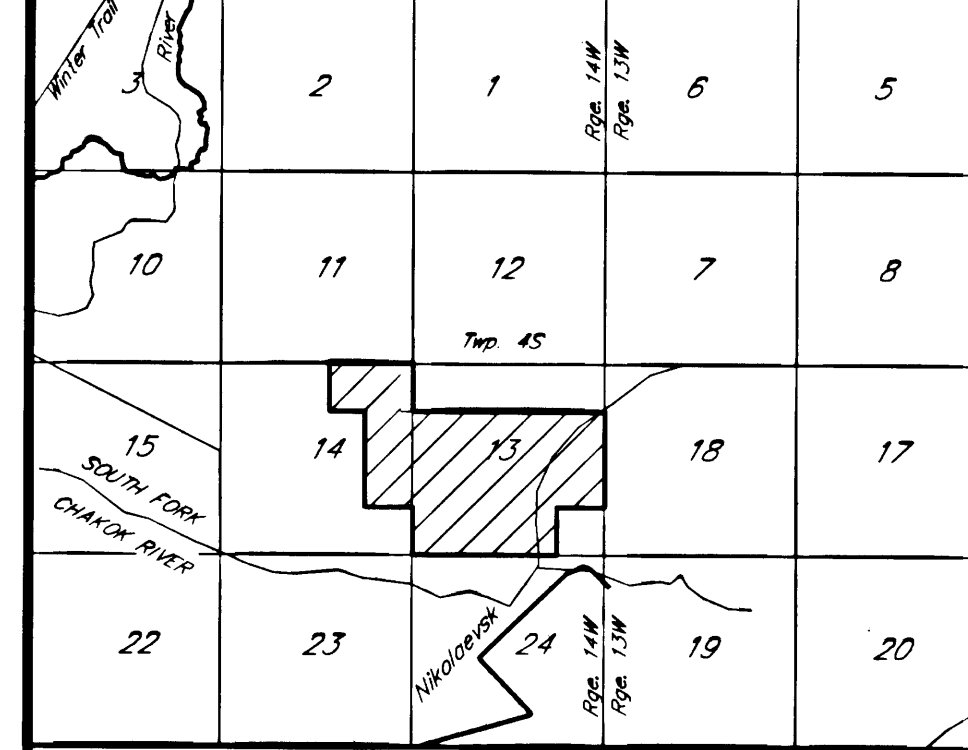 Winter Trail
River
3
2
1
Rge. 14W
Rge. 13W
6
5
10
11
12
7
8
Twp. 4S
15
14
13
18
17
SOUTH FORK
CHAKOK RIVER
22
23
Nikolaevsk
24
Rge. 14W
Rge. 13W
19
20